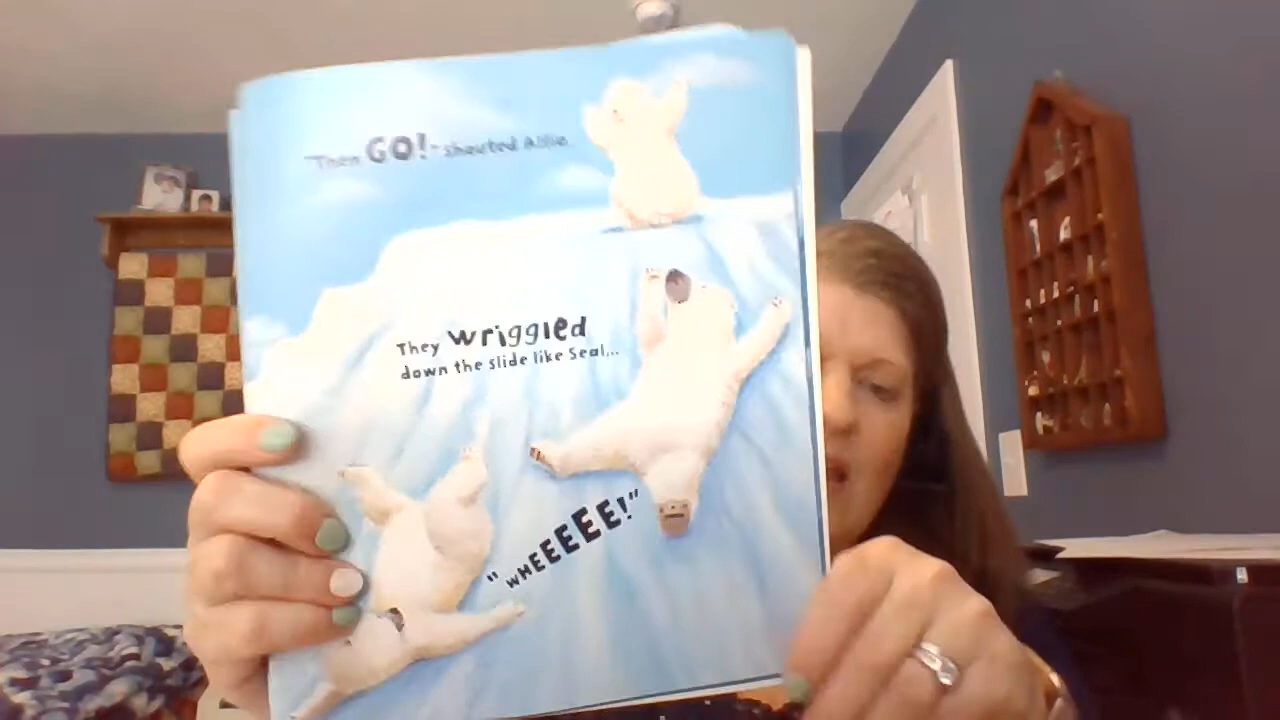 "Then GO!" shouted Allie.
They wriggled
down the slide like Seal...
"WHEEEEE!"